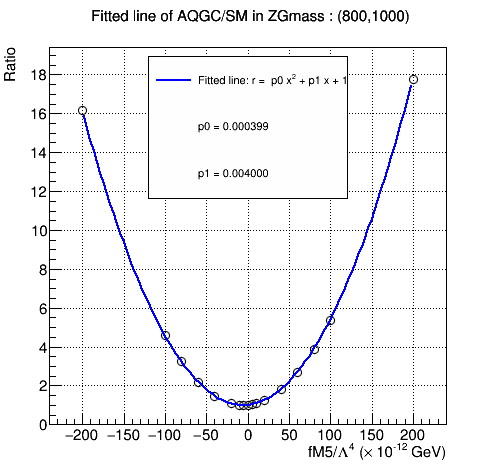 Fitted line of AQGC/SM in ZGmass : (800,1000)
Ratio
Fitted line: r = p0 x² + p1 x + 1
p0 = 0.000399
p1 = 0.004000
18
16
14
12
10
8
6
4
2
0
−200 −150 −100 −50 0 50 100 150 200
fM5/Λ⁴ (× 10⁻¹² GeV)